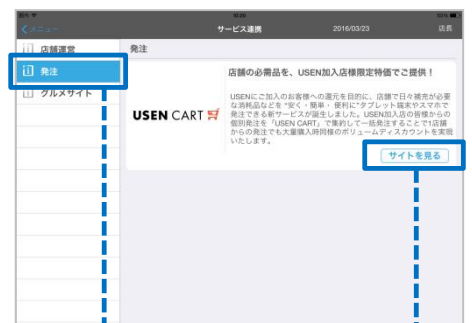 10:00
メニュー
サービス連携
2016/03/23
店長
店舗運営
発注
グルメサイト
発注
店舗の必需品を、USEN加入店様限定特価でご提供！
USENにご加入のお客様への還元を目的に、店舗で日々補充が必要
な消耗品などを "安く・簡単・便利に"タブレット端末やスマホで
発注できる新サービスが誕生しました。USEN加入店の皆様からの
個別発注を「USEN CART」で集約して一括発注することで1店舗
からの発注でも大量購入時同様のボリュームディスカウントを実現
いたします。
USEN CART
サイトを見る